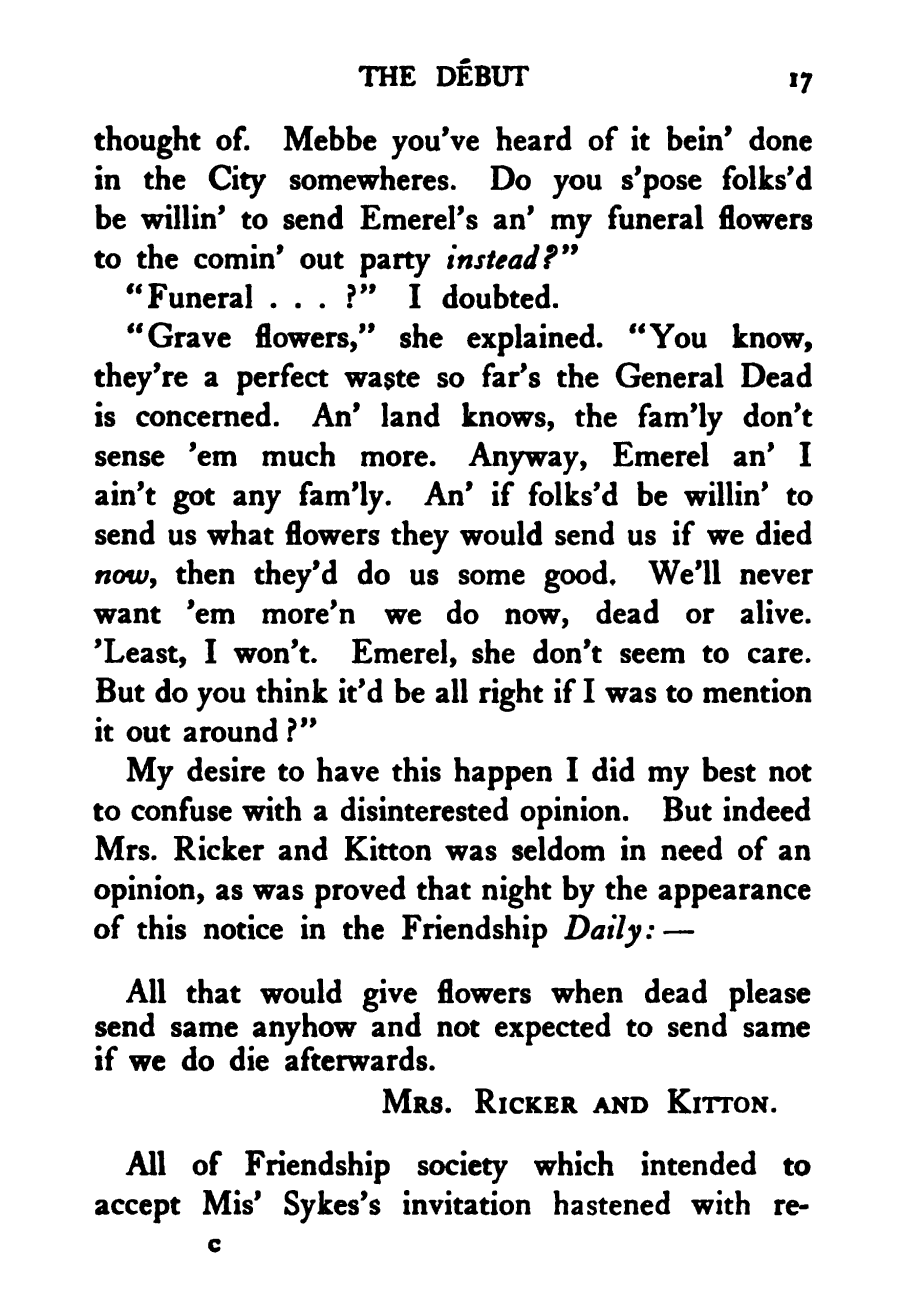 THE DÉBUT 17
thought of. Mebbe you've heard of it bein' done
in the City somewheres. Do you s'pose folks'd
be willin' to send Emerel's an' my funeral flowers
to the comin' out party instead?"
"Funeral . . . ?" I doubted.
"Grave flowers," she explained. "You know,
they're a perfect waste so far's the General Dead
is concerned. An' land knows, the fam'ly don't
sense 'em much more. Anyway, Emerel an' I
ain't got any fam'ly. An' if folks'd be willin' to
send us what flowers they would send us if we died
now, then they'd do us some good. We'll never
want 'em more'n we do now, dead or alive.
'Least, I won't. Emerel, she don't seem to care.
But do you think it'd be all right if I was to mention
it out around?"
My desire to have this happen I did my best not
to confuse with a disinterested opinion. But indeed
Mrs. Ricker and Kitton was seldom in need of an
opinion, as was proved that night by the appearance
of this notice in the Friendship Daily: —
All that would give flowers when dead please
send same anyhow and not expected to send same
if we do die afterwards.
MRS. RICKER AND KITTON.
All of Friendship society which intended to
accept Mis' Sykes's invitation hastened with re-
c